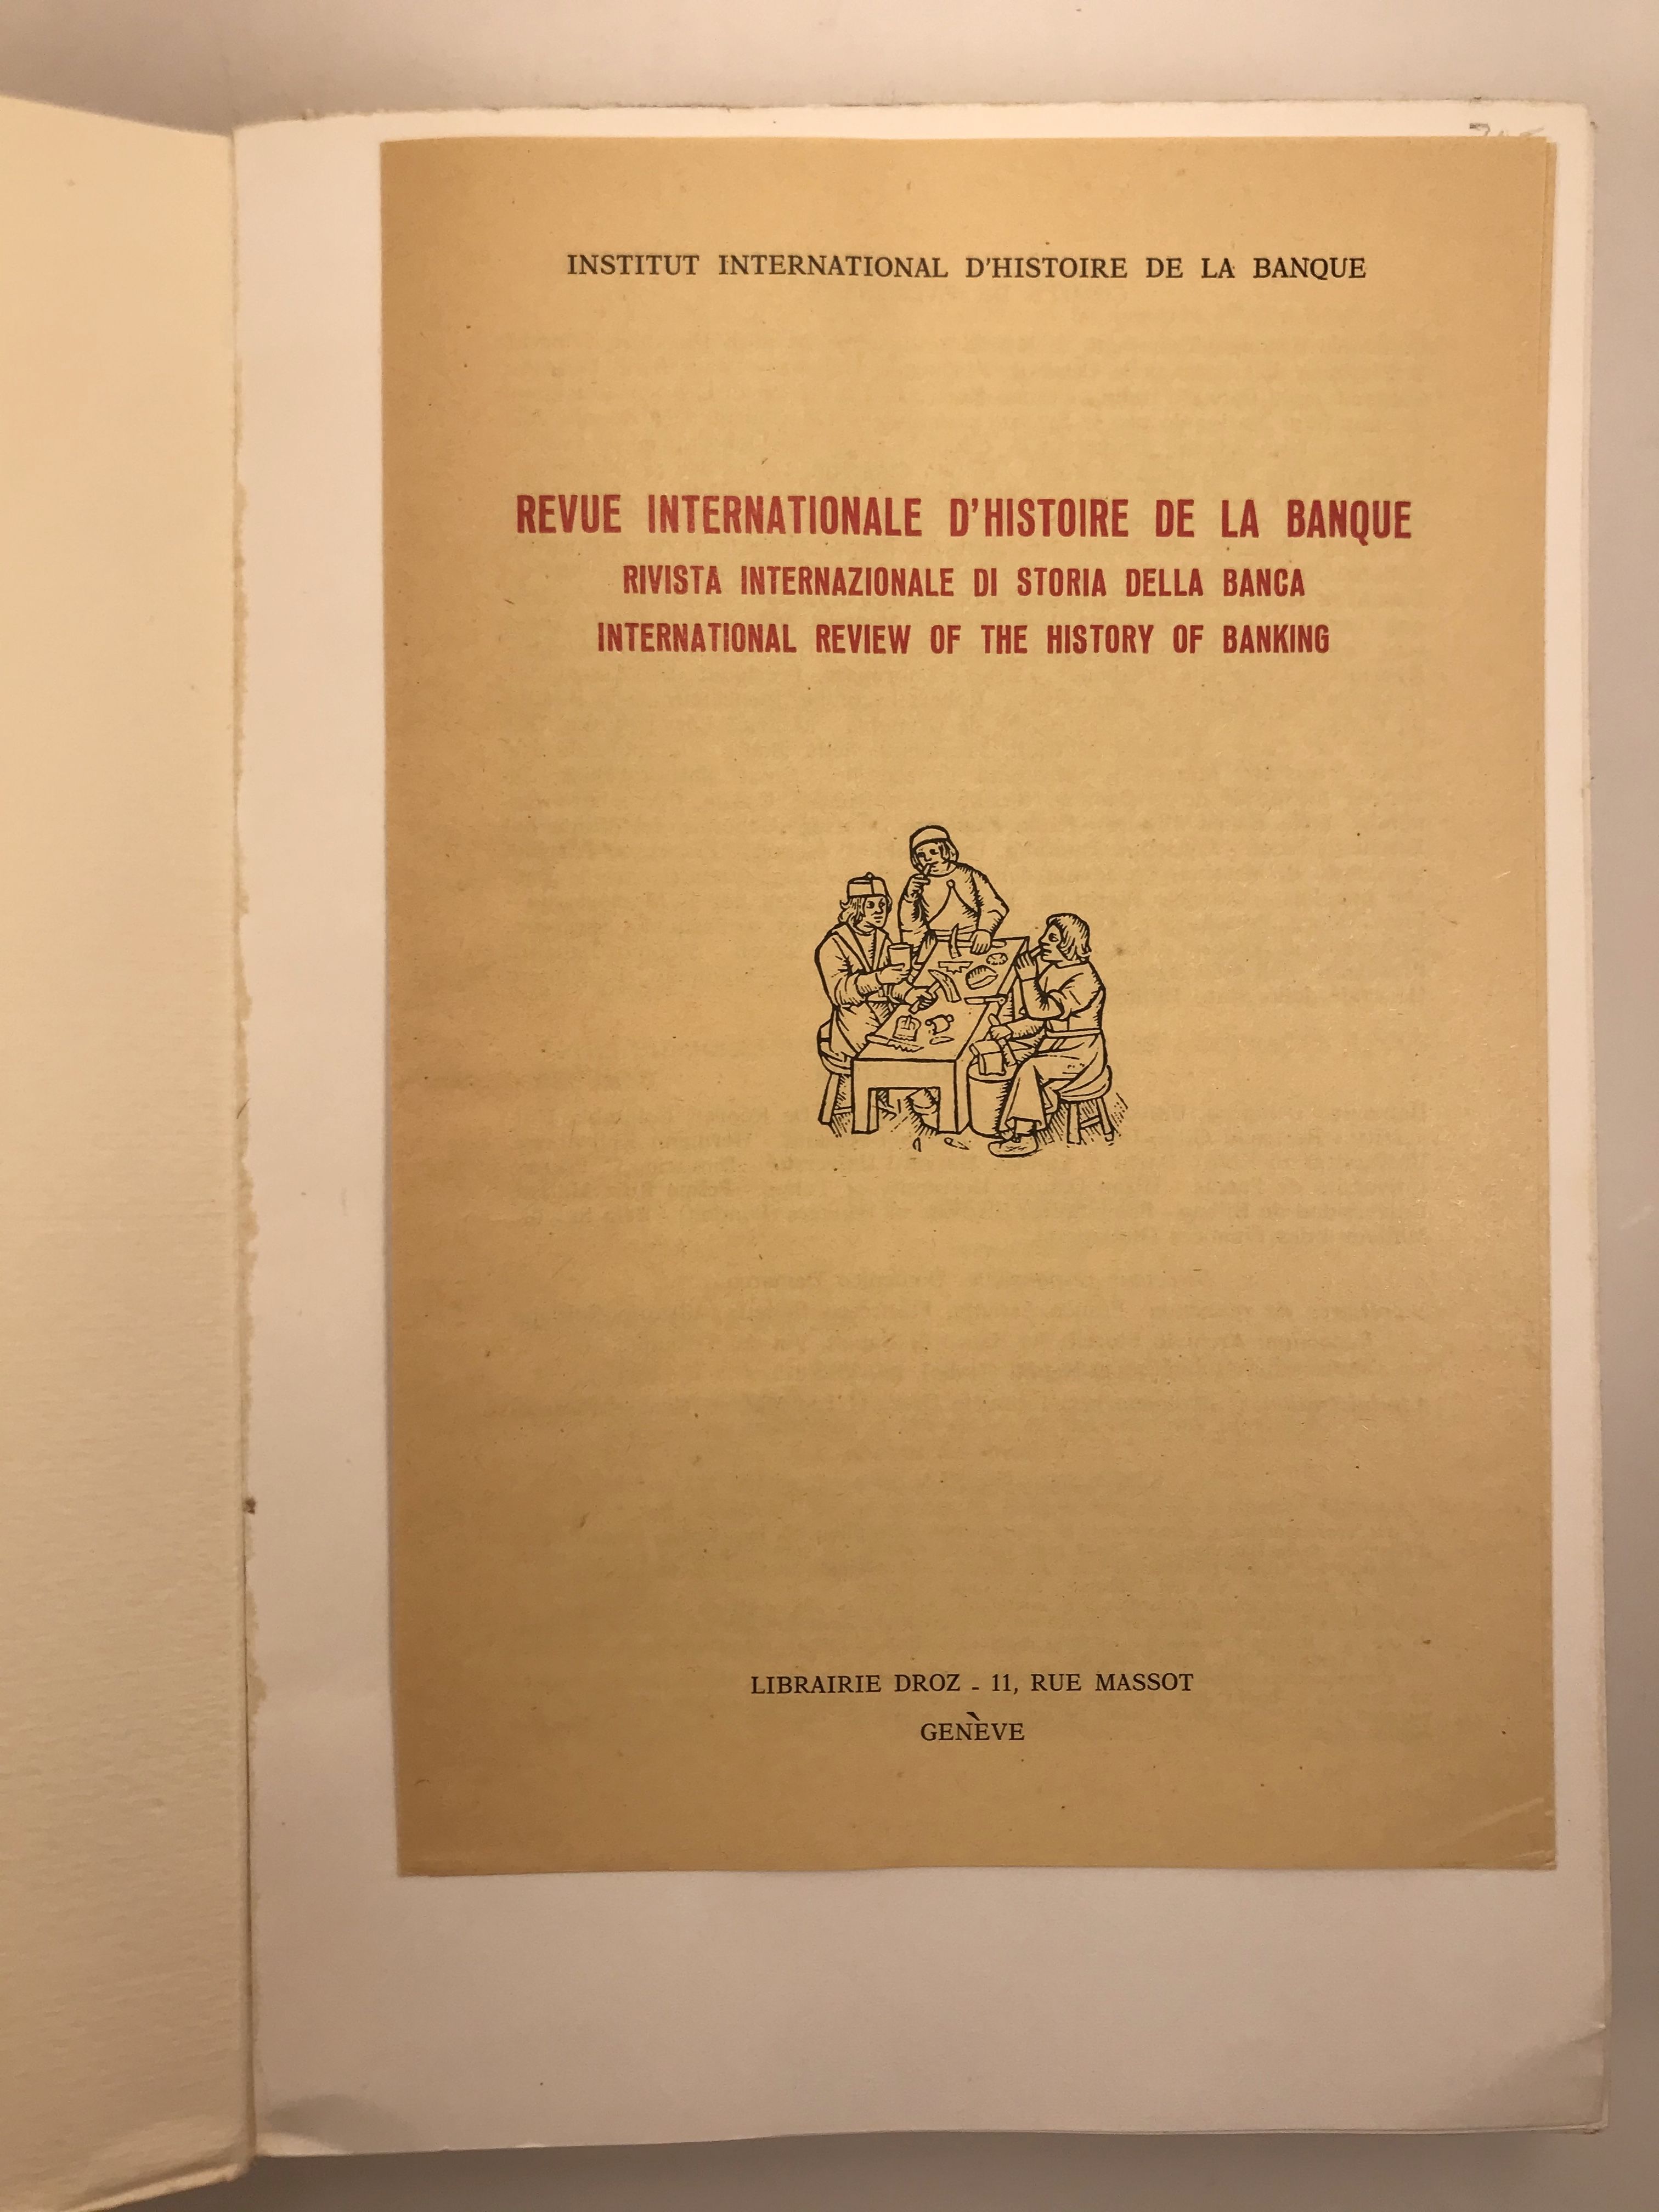 INSTITUT INTERNATIONAL D'HISTOIRE DE LA BANQUE
REVUE INTERNATIONALE D'HISTOIRE DE LA BANQUE
RIVISTA INTERNAZIONALE DI STORIA DELLA BANCA
INTERNATIONAL REVIEW OF THE HISTORY OF BANKING
LIBRAIRIE DROZ - 11, RUE MASSOT
GENÈVE